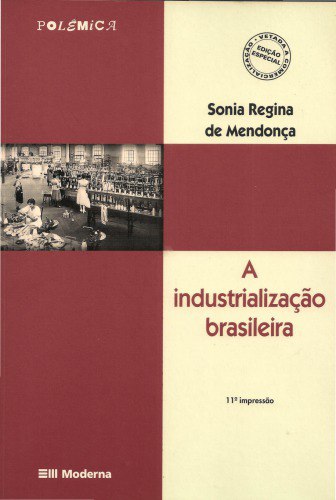 POLÊMICA
EDIÇÃO
ESPECIAL
VETADA A COMERCIALIZAÇÃO
Sonia Regina
de Mendonça
A
industrialização
brasileira
11ª impressão
Moderna